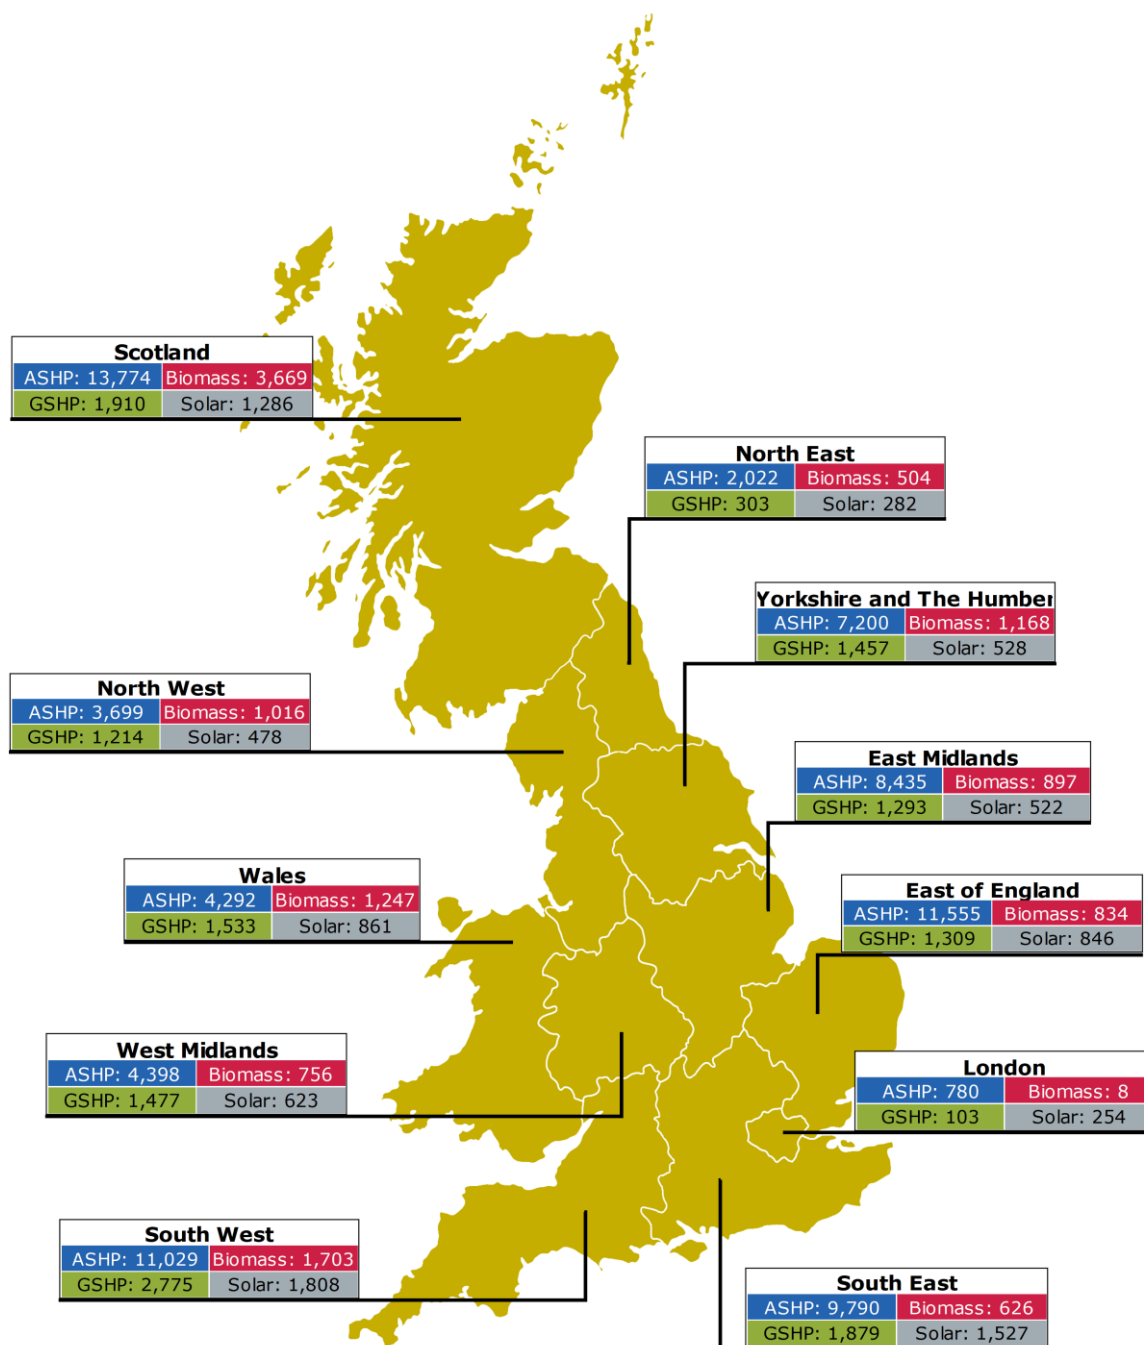 Scotland
ASHP: 13,774 Biomass: 3,669
GSHP: 1,910 Solar: 1,286
North East
ASHP: 2,022 Biomass: 504
GSHP: 303 Solar: 282
Yorkshire and The Humber
ASHP: 7,200 Biomass: 1,168
GSHP: 1,457 Solar: 528
North West
ASHP: 3,699 Biomass: 1,016
GSHP: 1,214 Solar: 478
East Midlands
ASHP: 8,435 Biomass: 897
GSHP: 1,293 Solar: 522
Wales
ASHP: 4,292 Biomass: 1,247
GSHP: 1,533 Solar: 861
East of England
ASHP: 11,555 Biomass: 834
GSHP: 1,309 Solar: 846
West Midlands
ASHP: 4,398 Biomass: 756
GSHP: 1,477 Solar: 623
London
ASHP: 780 Biomass: 8
GSHP: 103 Solar: 254
South West
ASHP: 11,029 Biomass: 1,703
GSHP: 2,775 Solar: 1,808
South East
ASHP: 9,790 Biomass: 626
GSHP: 1,879 Solar: 1,527